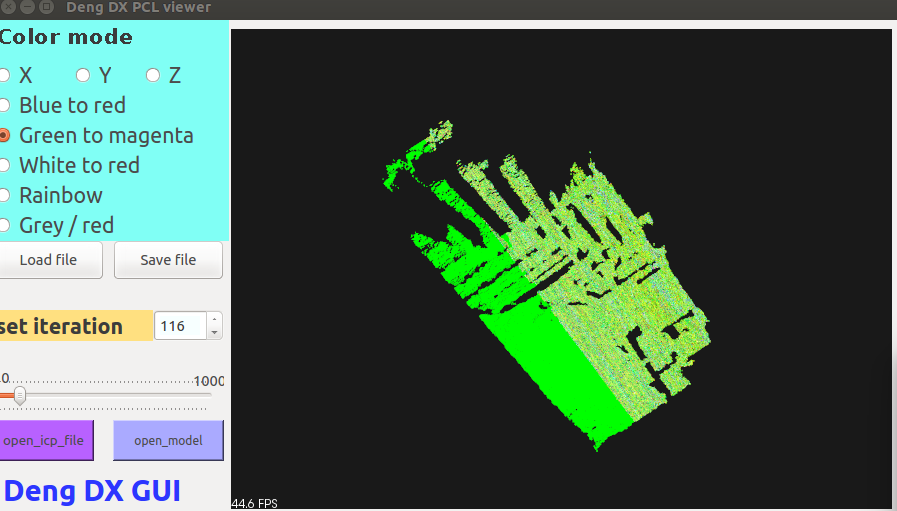 Deng DX PCL viewer
Color mode
X Y Z
Blue to red
Green to magenta
White to red
Rainbow
Grey / red
Load file Save file
set iteration 116
0 1000
open_icp_file open_model
Deng DX GUI
44.6 FPS